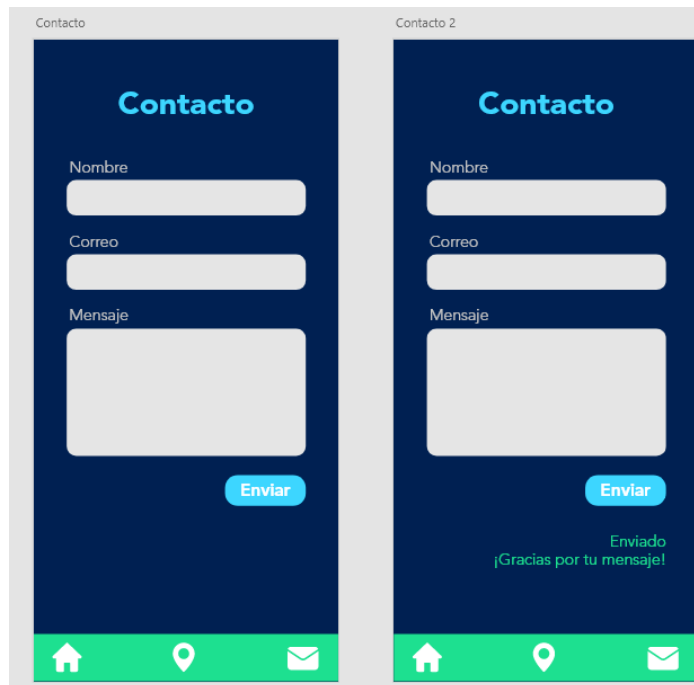 Contacto
Contacto
Nombre
Correo
Mensaje
Enviar
Contacto 2
Contacto
Nombre
Correo
Mensaje
Enviar
Enviado
¡Gracias por tu mensaje!